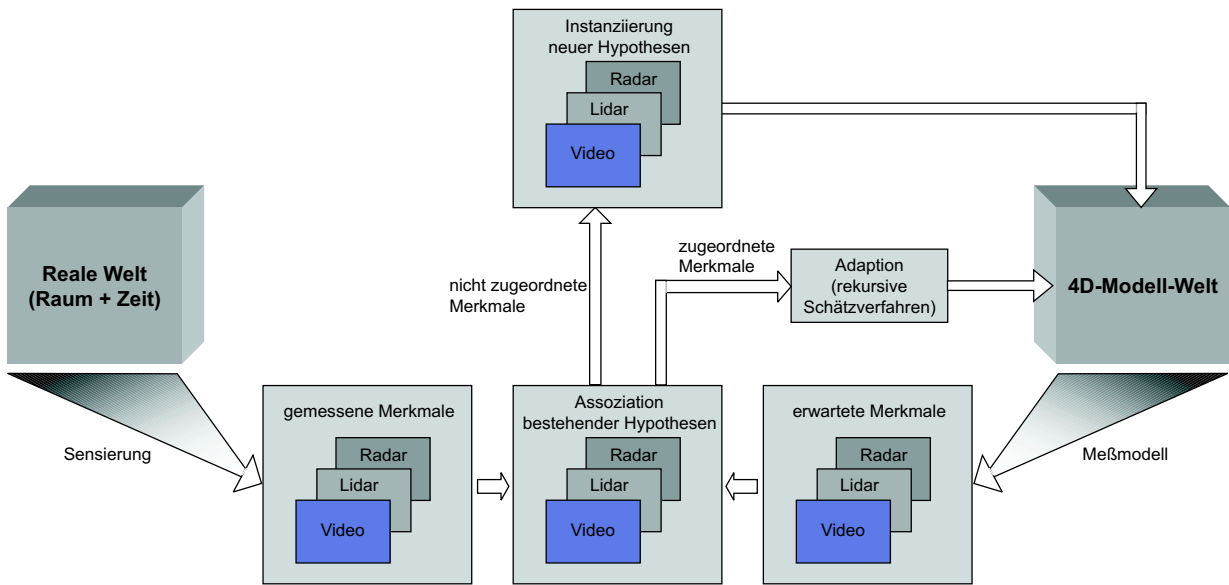 Instanziierung
neuer Hypothesen
Radar
Lidar
Video
Reale Welt
(Raum + Zeit)
nicht zugeordnete
Merkmale
zugeordnete
Merkmale
Adaption
(rekursive
Schätzverfahren)
4D-Modell-Welt
Sensierung
gemessene Merkmale
Radar
Lidar
Video
Assoziation
bestehender Hypothesen
Radar
Lidar
Video
erwartete Merkmale
Radar
Lidar
Video
Meßmodell